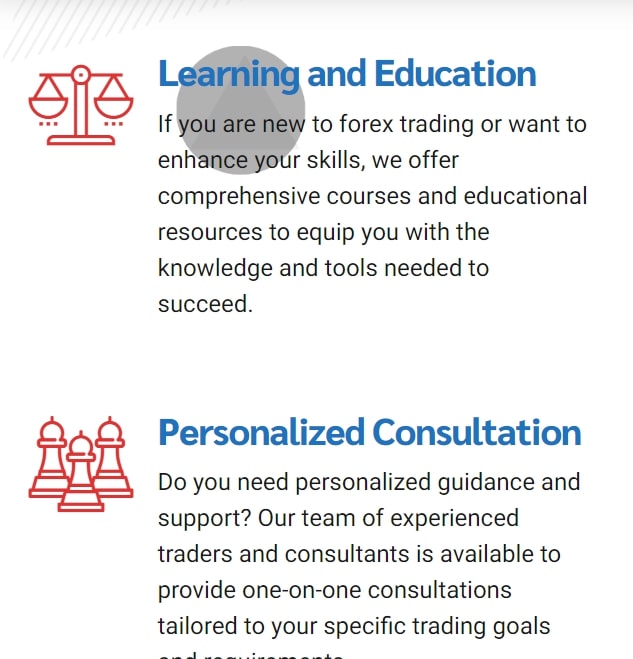 Learning and Education
If you are new to forex trading or want to
enhance your skills, we offer
comprehensive courses and educational
resources to equip you with the
knowledge and tools needed to
succeed.
Personalized Consultation
Do you need personalized guidance and
support? Our team of experienced
traders and consultants is available to
provide one-on-one consultations
tailored to your specific trading goals
and requirements.